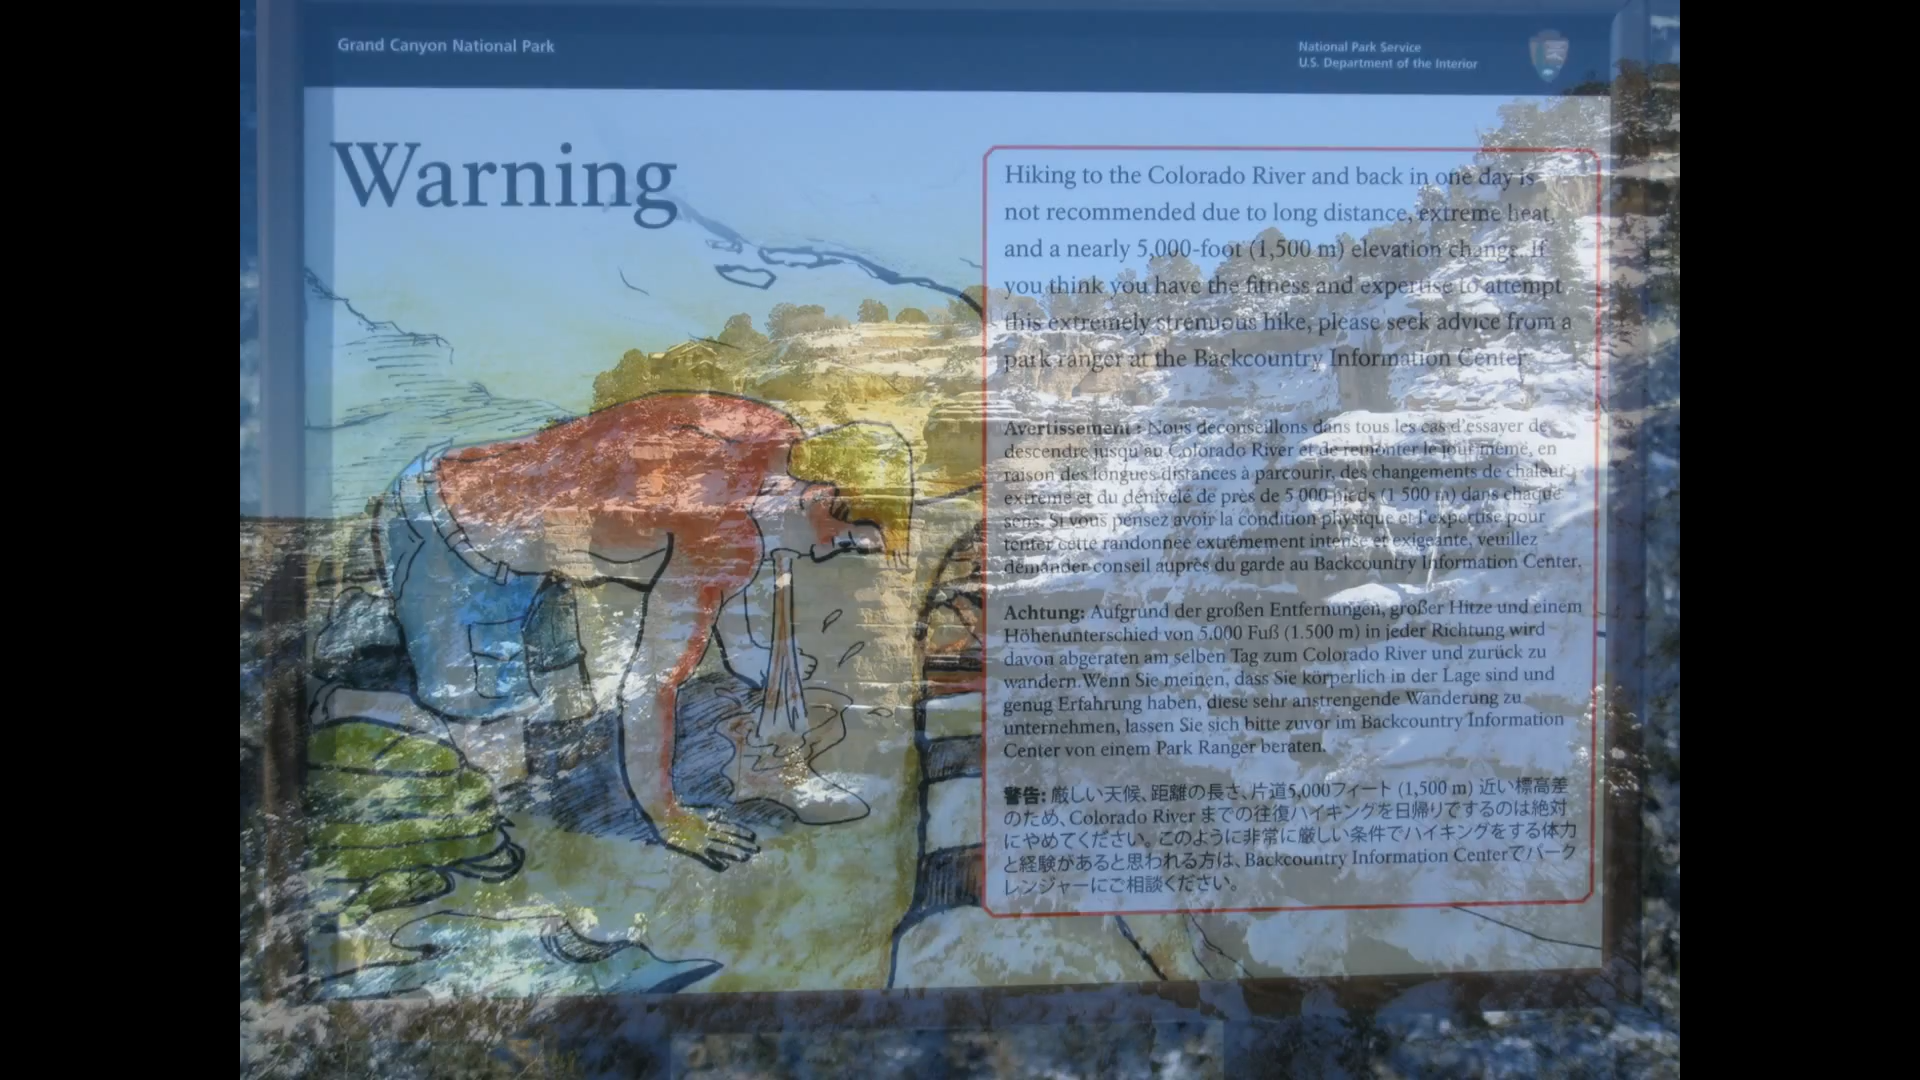 Grand Canyon National Park
National Park Service
U.S. Department of the Interior
Warning
Hiking to the Colorado River and back in one day is
not recommended due to long distance, extreme heat,
and a nearly 5,000-foot (1,500 m) elevation change. If
you think you have the fitness and expertise to attempt
this extremely strenuous hike, please seek advice from a
park ranger at the Backcountry Information Center.
Avertissement : Nous déconseillons dans tous les cas d'essayer de
descendre jusqu'au Colorado River et de remonter le jour même, en
raison des longues distances à parcourir, des changements de chaleur
extrême et du dénivelé de près de 5 000 pieds (1 500 m) dans chaque
sens. Si vous pensez avoir la condition physique et l'expertise pour
tenter cette randonnée extrêmement intense et exigeante, veuillez
demander conseil auprès du garde au Backcountry Information Center.
Achtung: Aufgrund der großen Entfernungen, großer Hitze und einem
Höhenunterschied von 5.000 Fuß (1.500 m) in jeder Richtung wird
davon abgeraten am selben Tag zum Colorado River und zurück zu
wandern. Wenn Sie meinen, dass Sie körperlich in der Lage sind und
genug Erfahrung haben, diese sehr anstrengende Wanderung zu
unternehmen, lassen Sie sich bitte zuvor im Backcountry Information
Center von einem Park Ranger beraten.
警告: 厳しい天候、距離の長さ、片道5,000フィート (1,500 m) 近い標高差
のため、Colorado River までの往復ハイキングを日帰りでするのは絶対
にやめてください。このように非常に厳しい条件でハイキングをする体力
と経験があると思われる方は、Backcountry Information Centerでパーク
レンジャーにご相談ください。